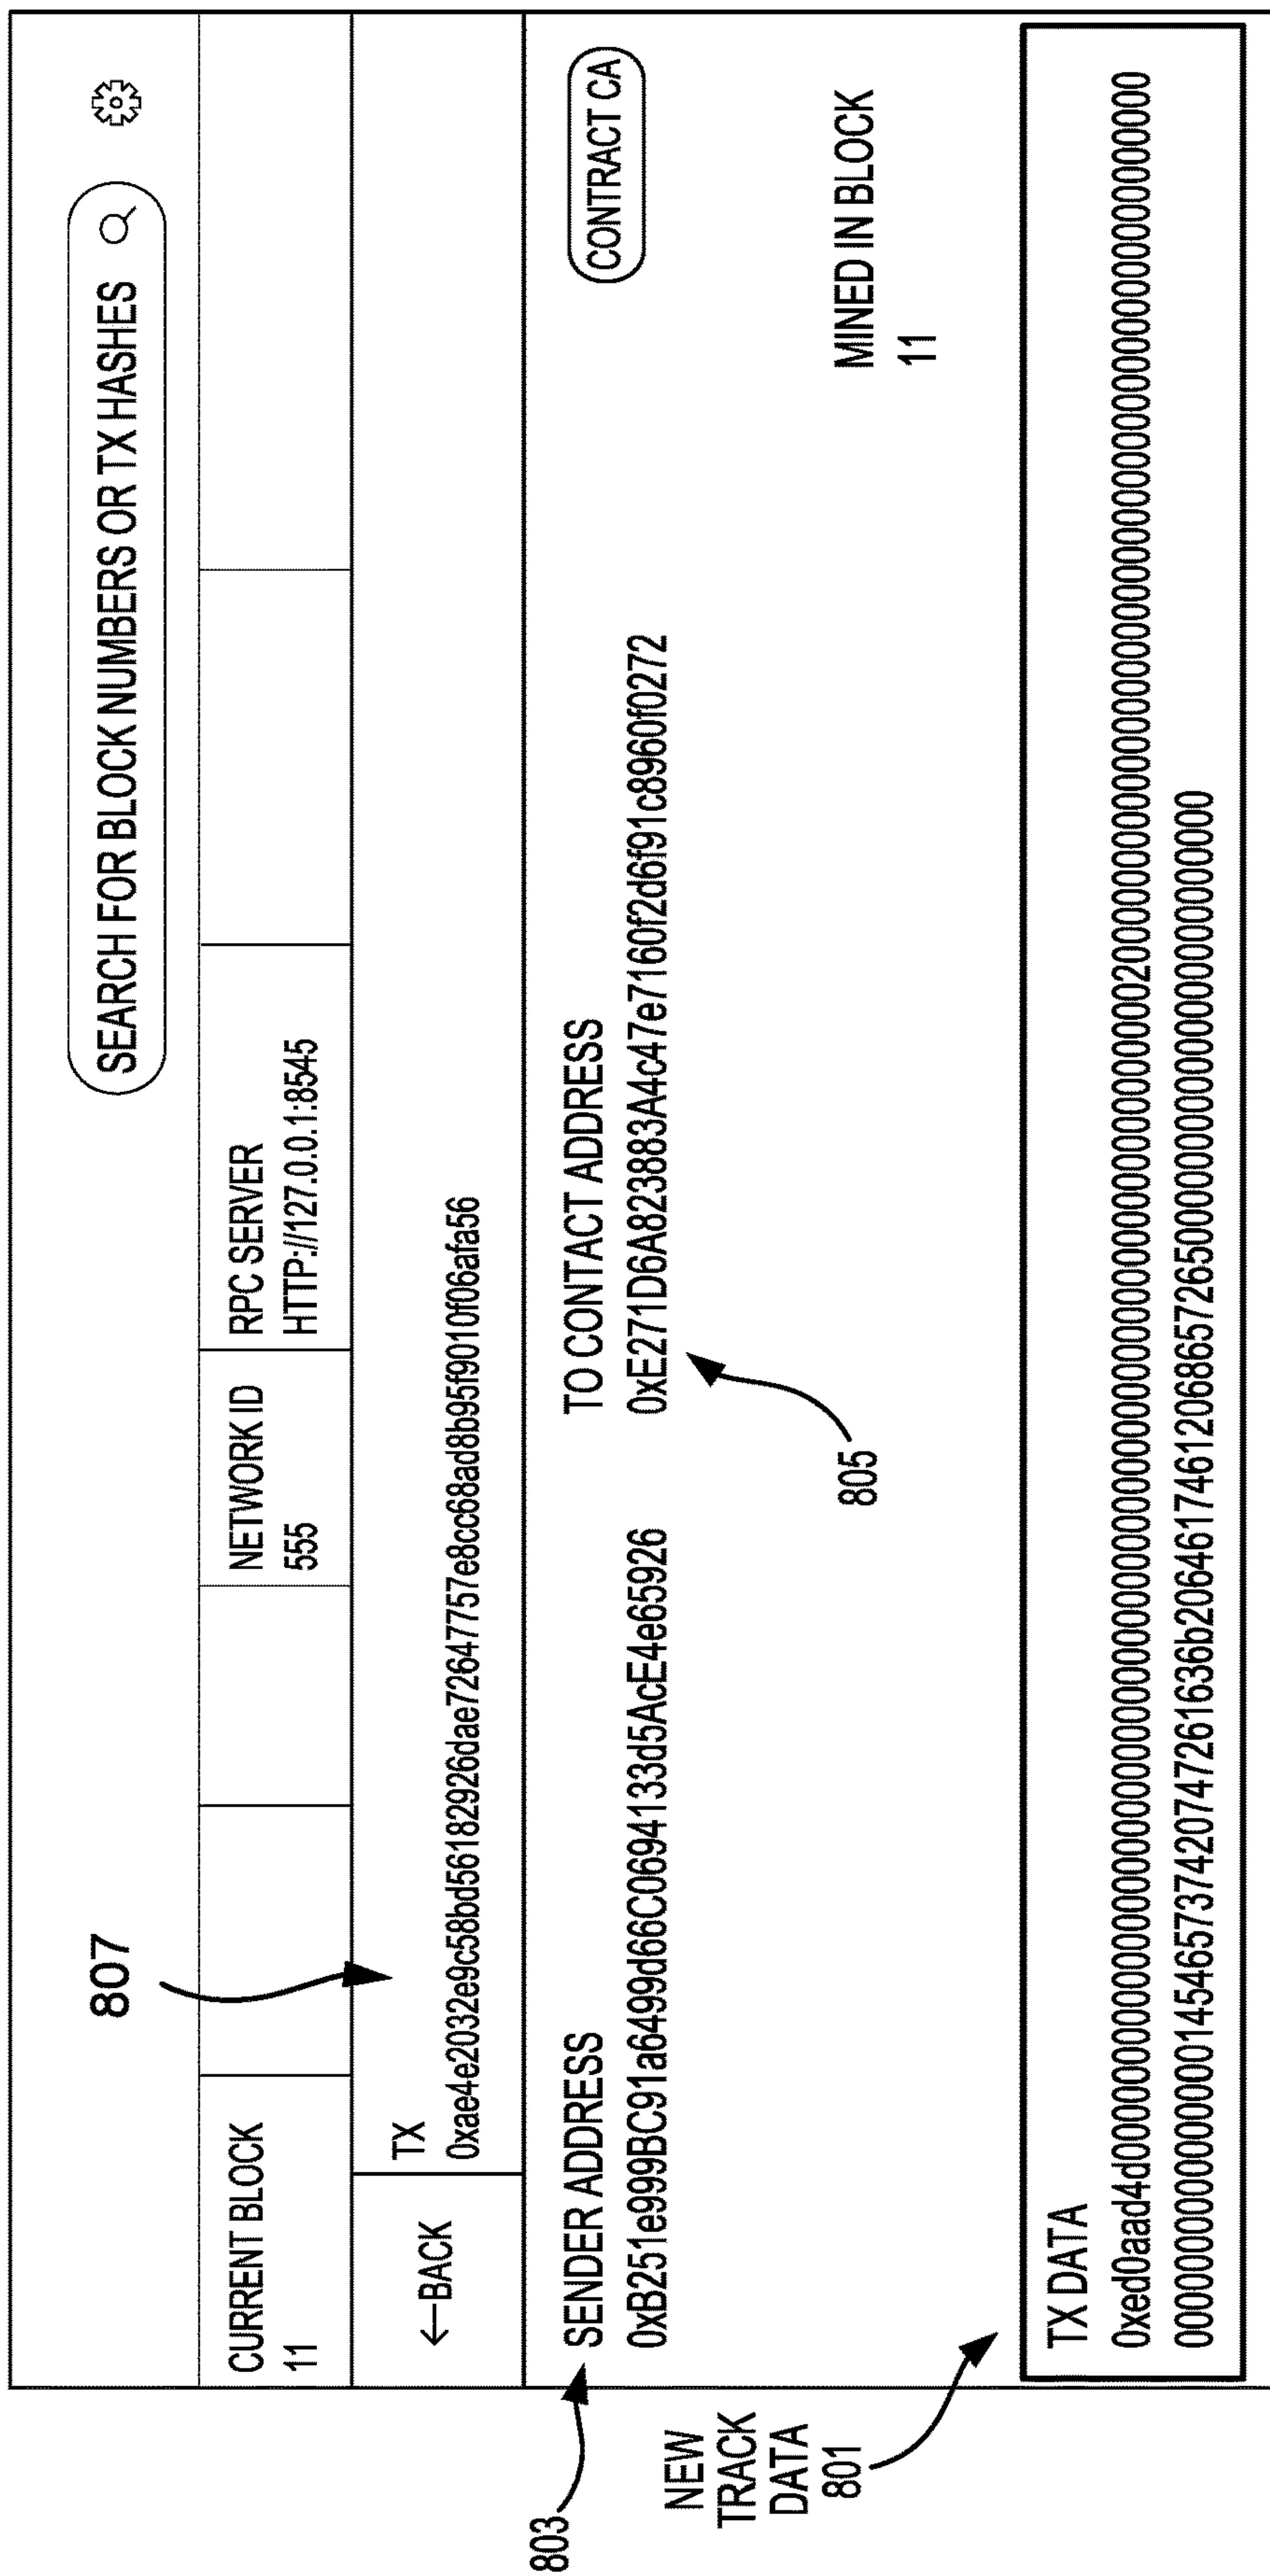 SEARCH FOR BLOCK NUMBERS OR TX HASHES
CURRENT BLOCK
11
NETWORK ID
555
RPC SERVER
HTTP://127.0.0.1:8545
807
←BACK
TX
0xae4e2032e9c58bd56182926dae72647757e8cc68ad8b95f9010f06afa56
803
SENDER ADDRESS
0xB251e999BC91a6499d66C0694133d5AcE4e65926
TO CONTACT ADDRESS
0xE271D6A823883A4c47e7160f2d6f91c8960f0272
CONTRACT CA
805
MINED IN BLOCK
11
NEW
TRACK
DATA
801
TX DATA
0xed0aad4d00000000000000000000000000000000000000000000000000000000000000200000000000000000000000000000000000000000000000
0000000000000000145465737420747261636b20646174612068657265000000000000000000000000